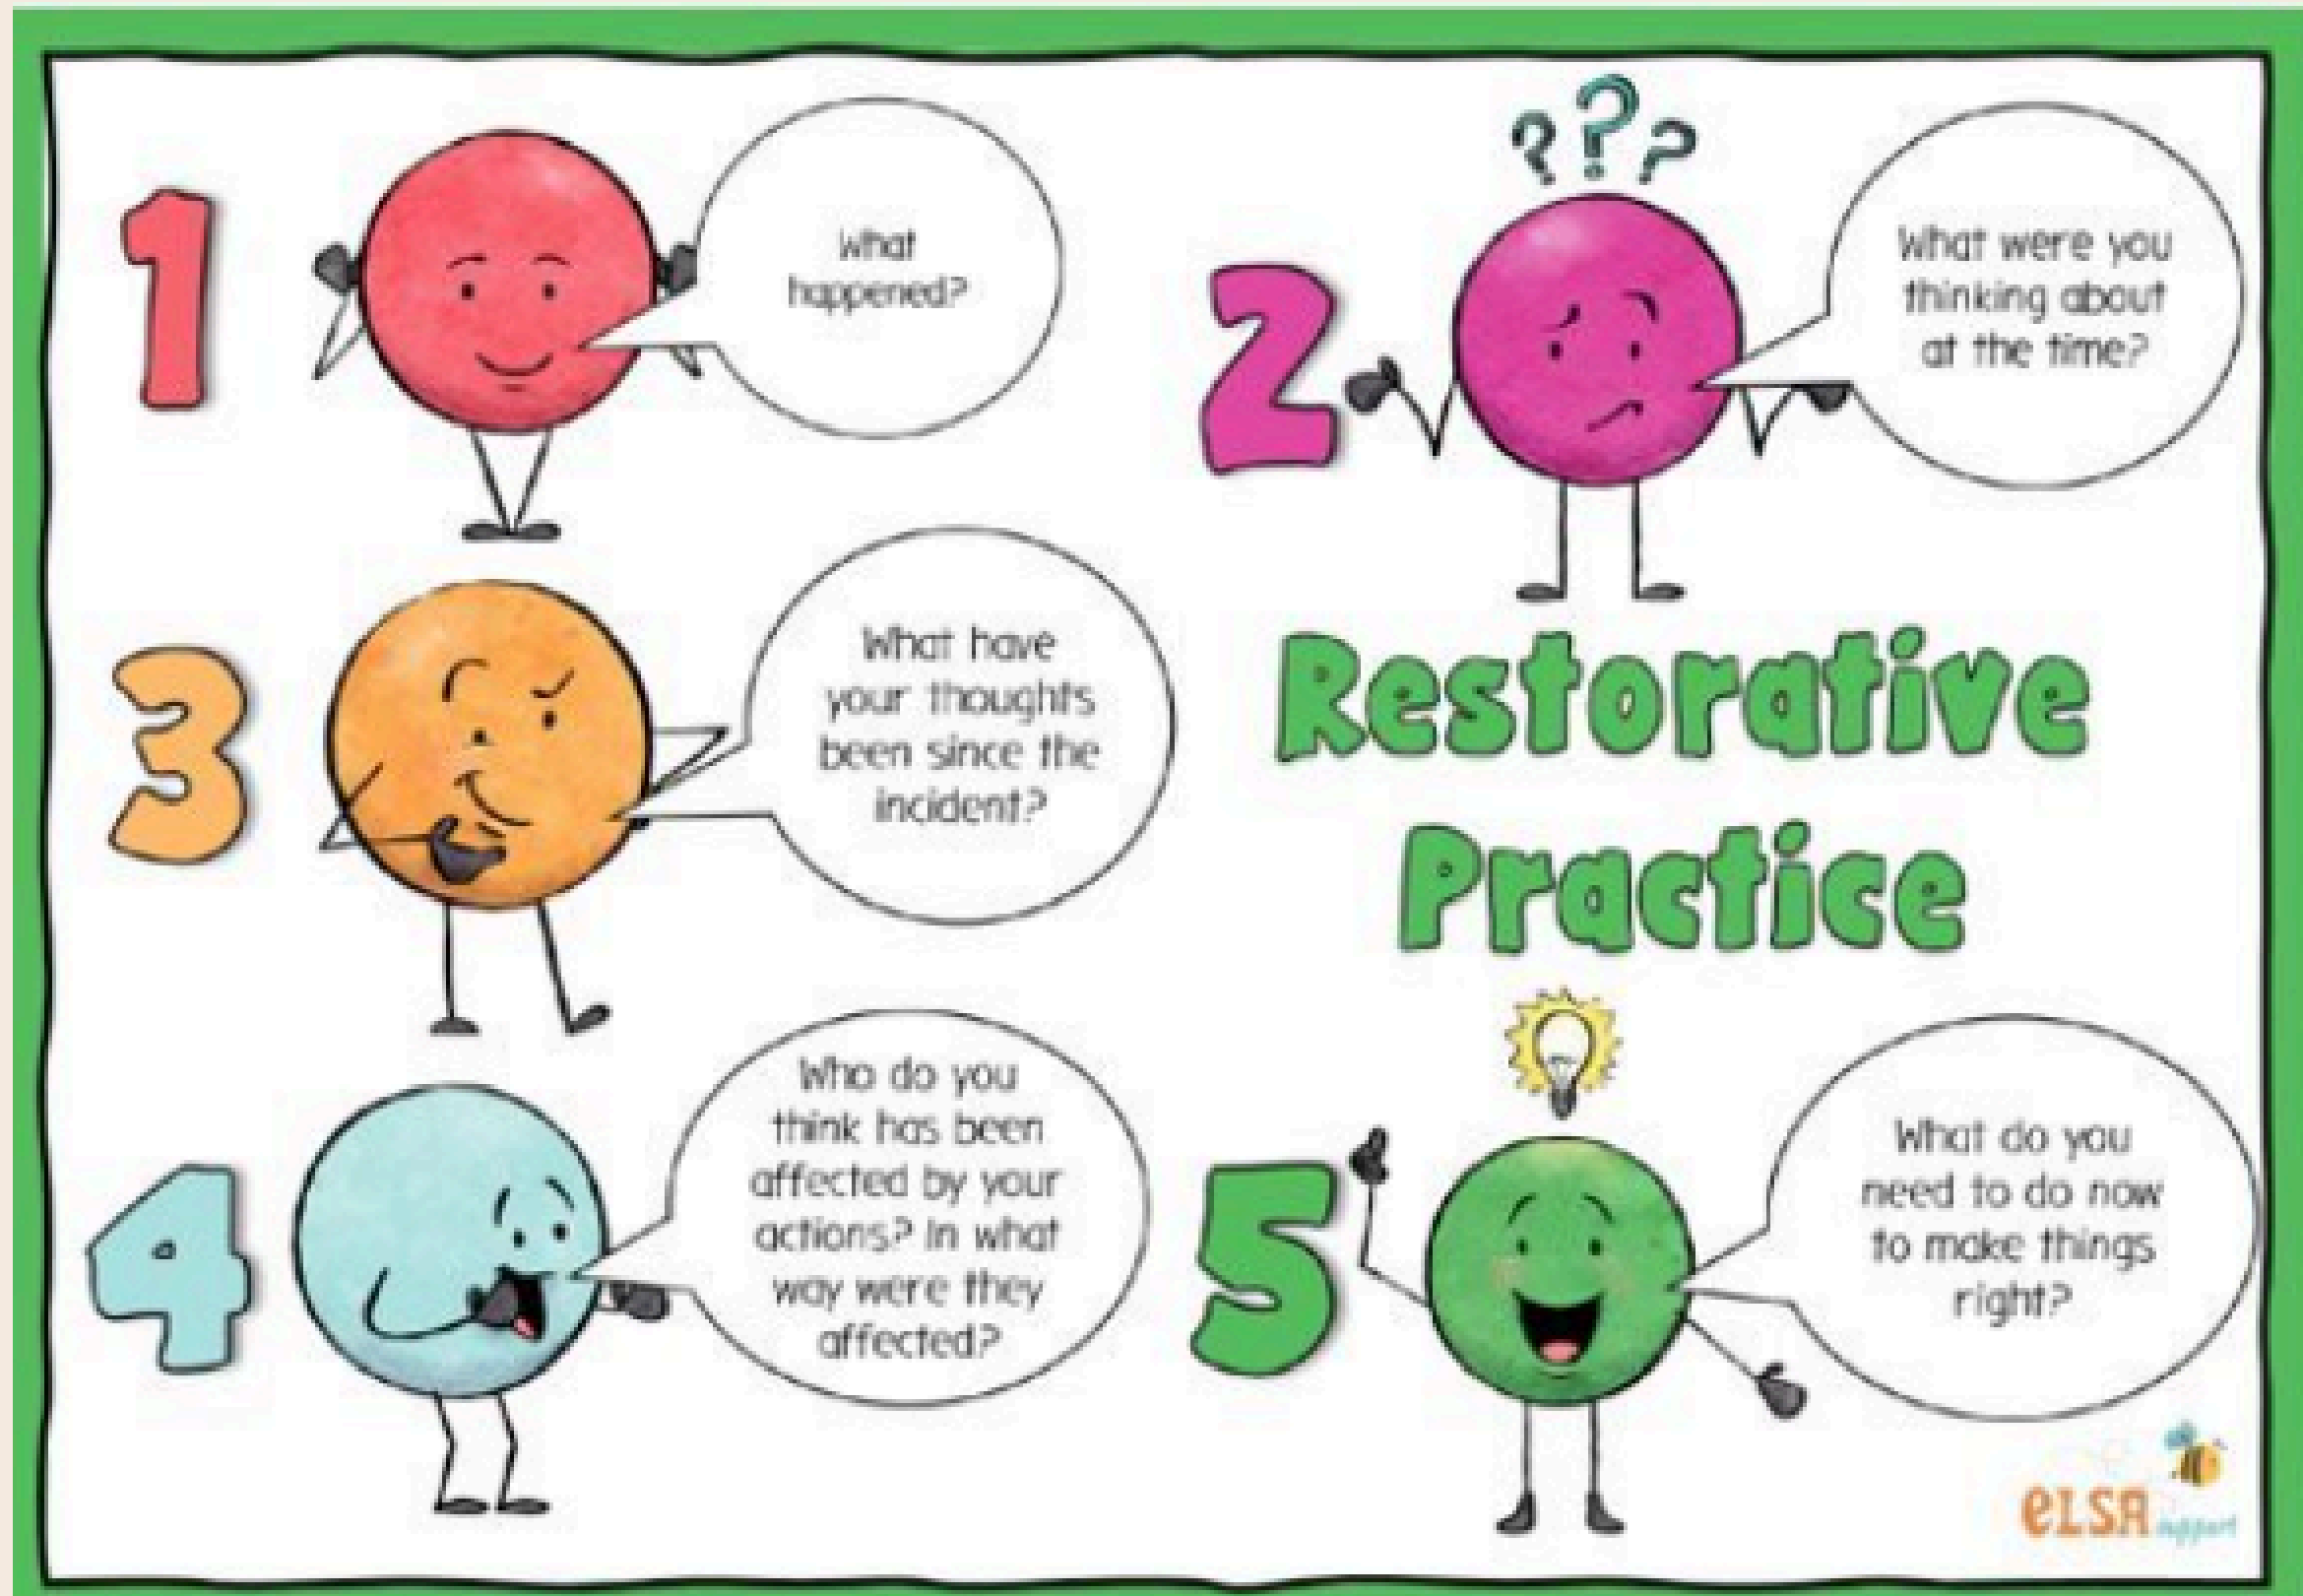 1
What
happened?
? ? ?
2
What were you
thinking about
at the time?
3
What have
your thoughts
been since the
incident?
Restorative
Practice
4
Who do you
think has been
affected by your
actions? In what
way were they
affected?
5
What do you
need to do now
to make things
right?
eLSA support